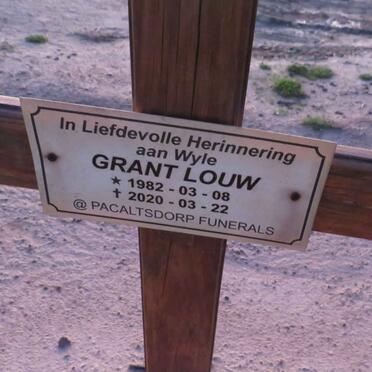 In Liefdevolle Herinnering
aan Wyle
GRANT LOUW
★ 1982 - 03 - 08
✝ 2020 - 03 - 22
@ PACALTSDORP FUNERALS